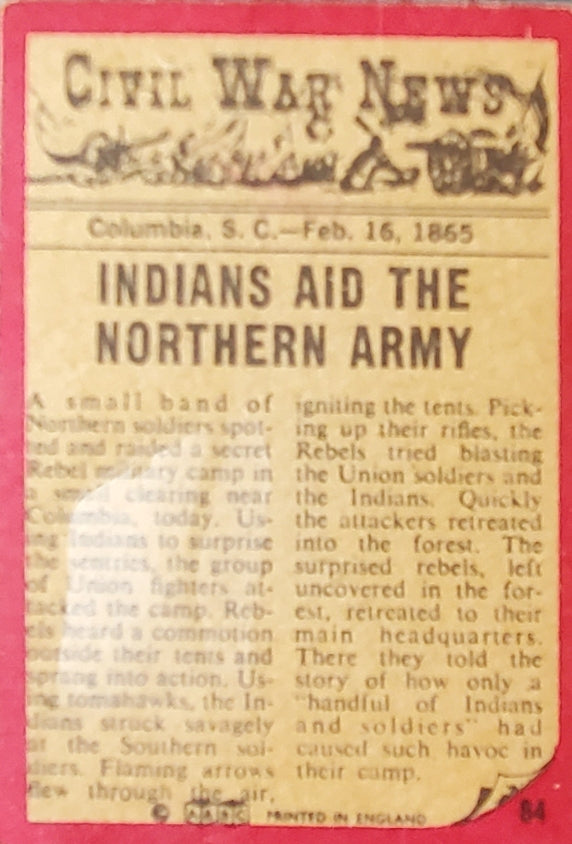 CIVIL WAR NEWS
Columbia, S. C.—Feb. 16, 1865
INDIANS AID THE
NORTHERN ARMY
A small band of
Northern soldiers spot-
ted and raided a secret
Rebel military camp in
a small clearing near
Columbia, today. Us-
ing Indians to surprise
the sentries, the group
of Union fighters at-
tacked the camp. Reb-
els heard a commotion
outside their tents and
sprang into action. Us-
ing tomahawks, the In-
dians struck savagely
at the Southern sol-
diers. Flaming arrows
flew through the air,
igniting the tents. Pick-
ing up their rifles, the
Rebels tried blasting
the Union soldiers and
the Indians. Quickly
the attackers retreated
into the forest. The
surprised rebels, left
uncovered in the for-
est, retreated to their
main headquarters.
There they told the
story of how only a
"handful of Indians
and soldiers" had
caused such havoc in
their camp.
© A&BC PRINTED IN ENGLAND
84